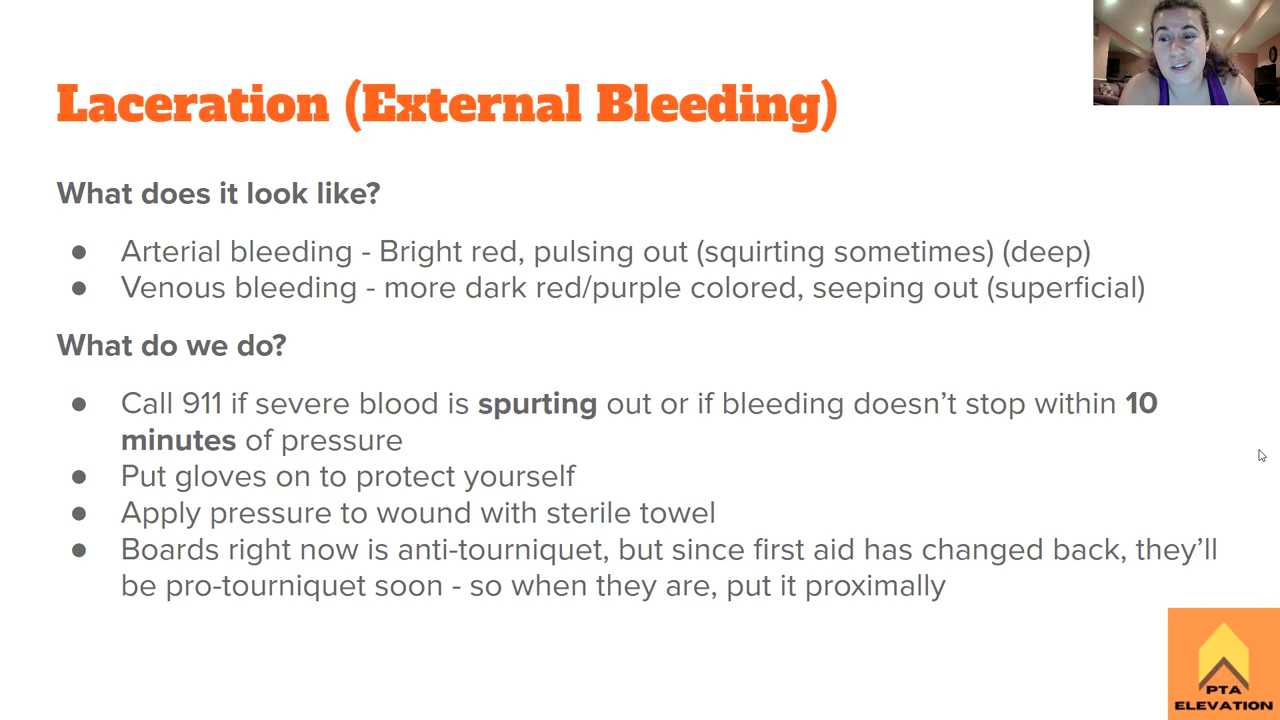 Laceration (External Bleeding)
What does it look like?
● Arterial bleeding - Bright red, pulsing out (squirting sometimes) (deep)
● Venous bleeding - more dark red/purple colored, seeping out (superficial)
What do we do?
● Call 911 if severe blood is spurting out or if bleeding doesn’t stop within 10
minutes of pressure
● Put gloves on to protect yourself
● Apply pressure to wound with sterile towel
● Boards right now is anti-tourniquet, but since first aid has changed back, they’ll
be pro-tourniquet soon - so when they are, put it proximally
PTA
ELEVATION